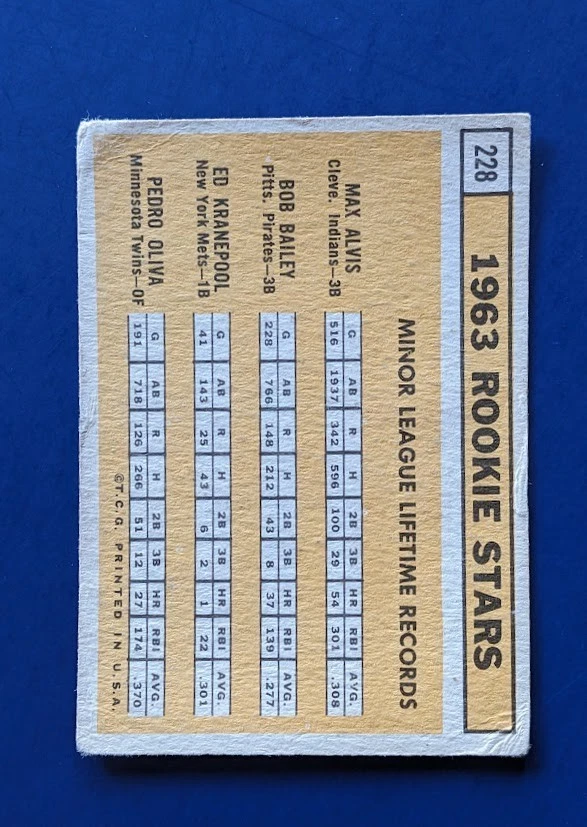 228 1963 ROOKIE STARS
MINOR LEAGUE LIFETIME RECORDS
MAX ALVIS G AB R H 2B 3B HR RBI AVG.
Cleve. Indians—3B 516 1937 342 596 100 29 54 301 .308
BOB BAILEY G AB R H 2B 3B HR RBI AVG.
Pitts. Pirates—3B 228 766 148 212 43 8 37 139 .277
ED KRANEPOOL G AB R H 2B 3B HR RBI AVG.
New York Mets—1B 41 143 25 43 6 2 1 22 .301
PEDRO OLIVA G AB R H 2B 3B HR RBI AVG.
Minnesota Twins—OF 191 718 126 266 51 12 27 174 .370
©T.C.G. PRINTED IN U.S.A.